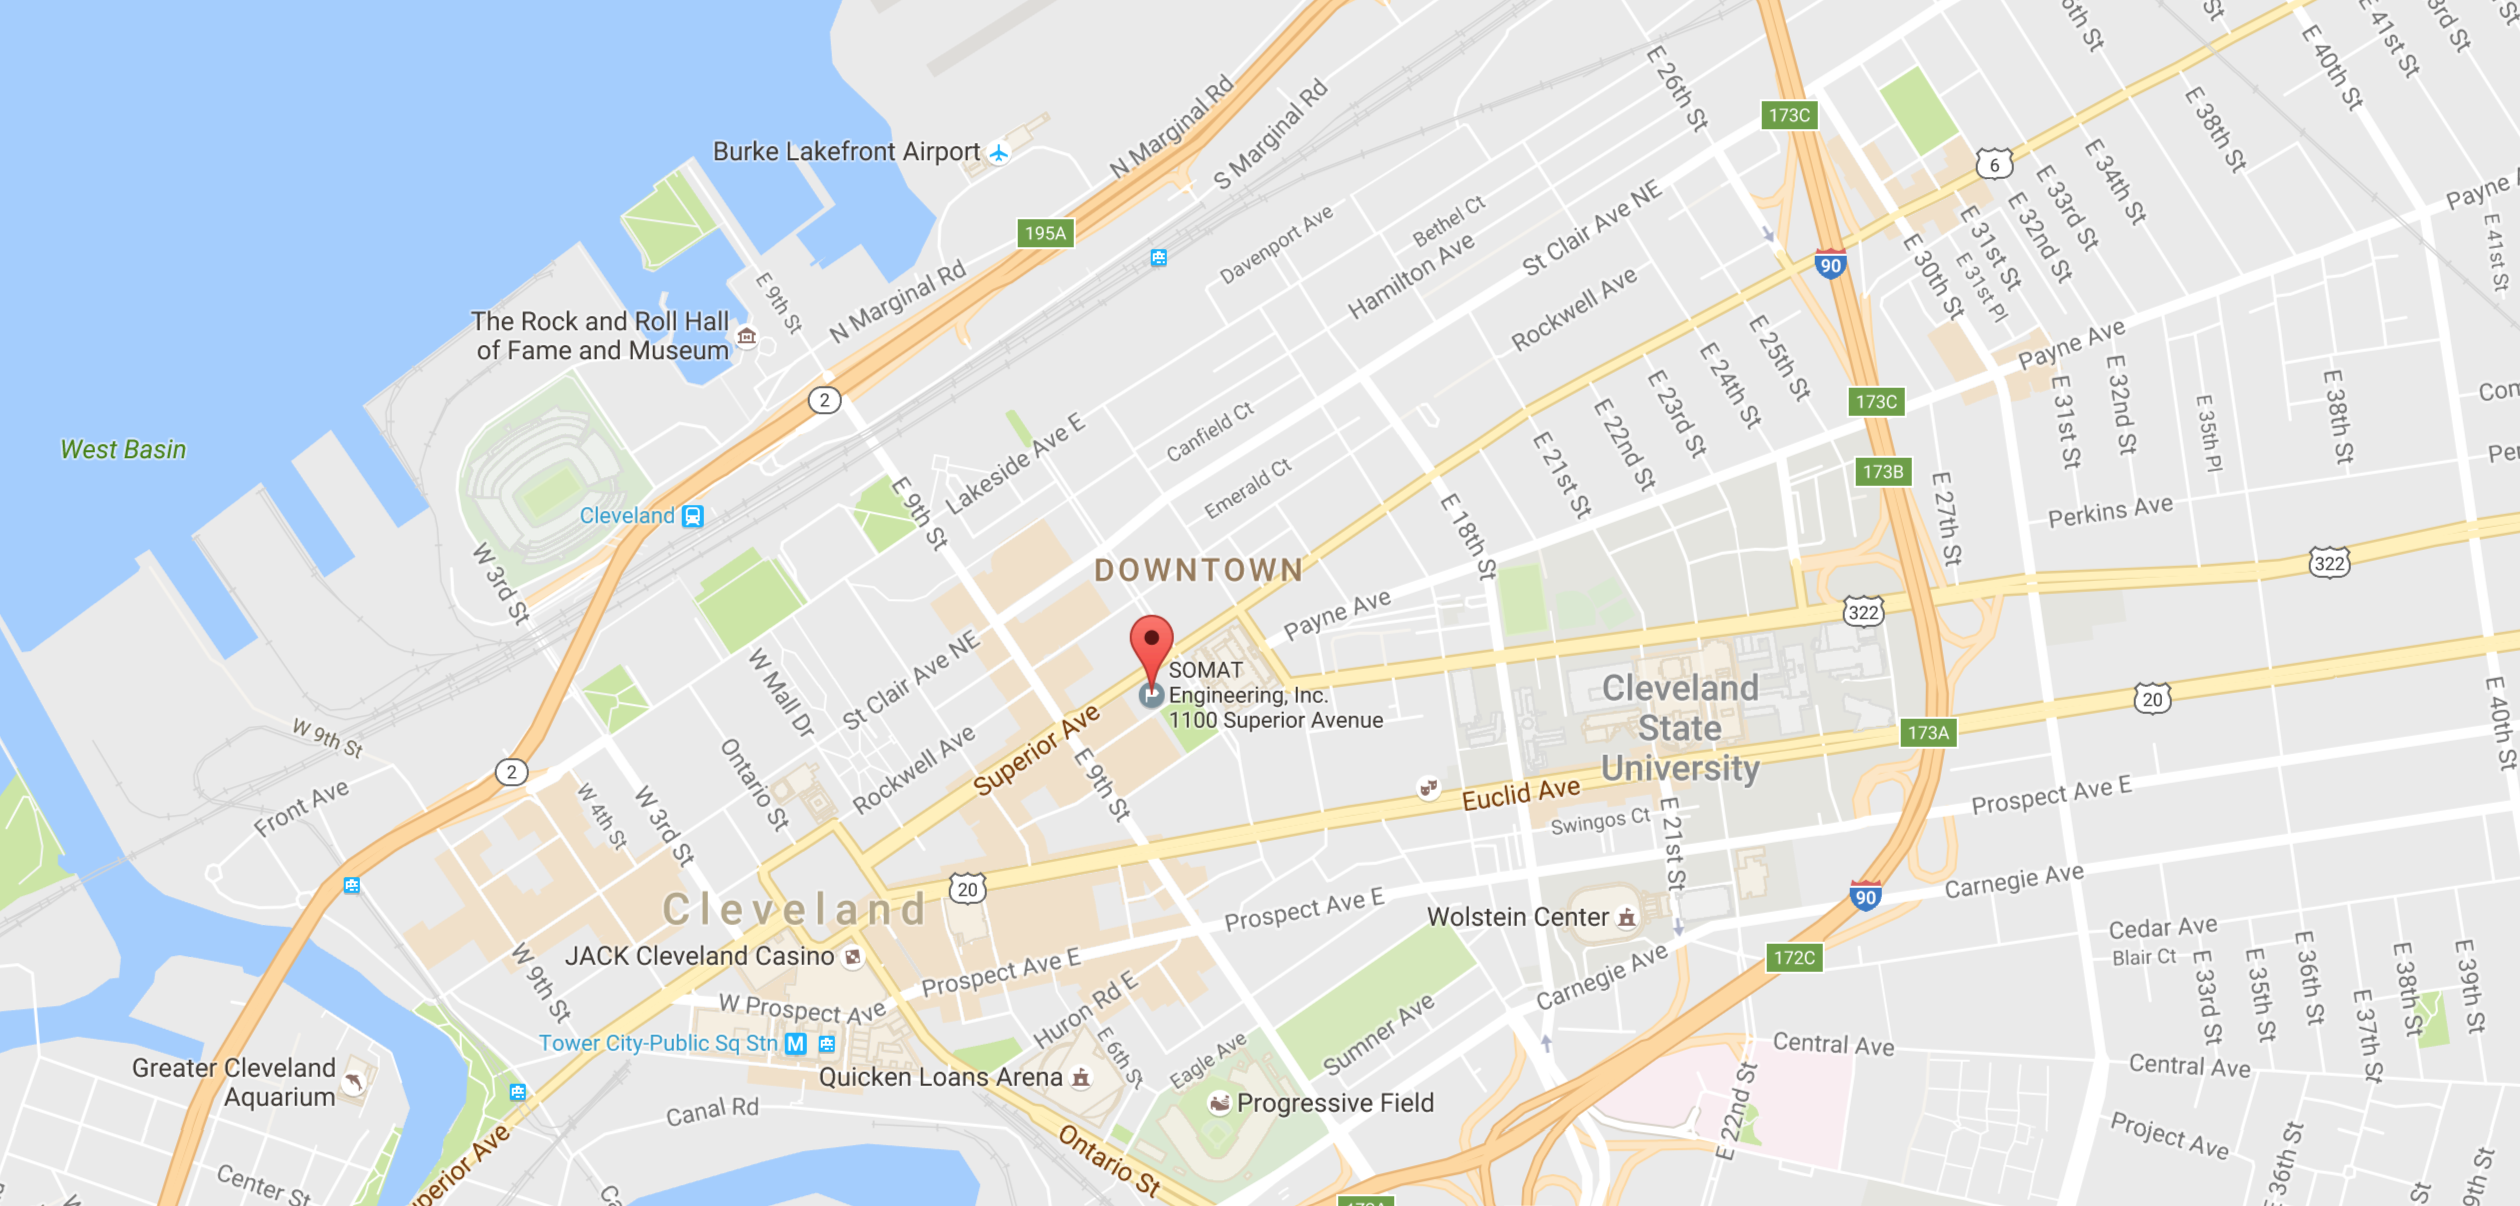 E 26th St
E 40th St
E 41st St
173C
Burke Lakefront Airport
N Marginal Rd
S Marginal Rd
6
E 38th St
E 34th St
E 33rd St
E 32nd St
E 31st St
E 31st Pl
E 30th St
Payne
E 41st St
195A
Davenport Ave
Bethel Ct
Hamilton Ave
St Clair Ave NE
Rockwell Ave
90
E 9th St
N Marginal Rd
The Rock and Roll Hall
of Fame and Museum
2
E 25th St
E 24th St
E 23rd St
E 22nd St
E 21st St
Payne Ave
173C
E 31st St
E 32nd St
E 35th Pl
E 38th St
West Basin
Lakeside Ave E
Canfield Ct
Emerald Ct
173B
E 27th St
Perkins Ave
Cleveland
W 3rd St
E 9th St
E 18th St
DOWNTOWN
322
322
Payne Ave
SOMAT
Engineering, Inc.
1100 Superior Avenue
St Clair Ave NE
W Mall Dr
Cleveland
State
University
20
173A
E 40th St
W 9th St
Front Ave
2
W 4th St
W 3rd St
Ontario St
Rockwell Ave
Superior Ave
E 9th St
Euclid Ave
Swingos Ct
E 21st St
Prospect Ave E
Carnegie Ave
90
20
Cleveland
Prospect Ave E
Wolstein Center
172C
Cedar Ave
Blair Ct
E 33rd St
E 35th St
E 36th St
E 37th St
E 38th St
E 39th St
JACK Cleveland Casino
W 9th St
W Prospect Ave
Prospect Ave E
Huron Rd E
E 6th St
Eagle Ave
Sumner Ave
Carnegie Ave
Tower City-Public Sq Stn
M
Greater Cleveland
Aquarium
Quicken Loans Arena
Progressive Field
Central Ave
Central Ave
E 22nd St
Project Ave
E 36th St
Canal Rd
Center St
Superior Ave
Ontario St